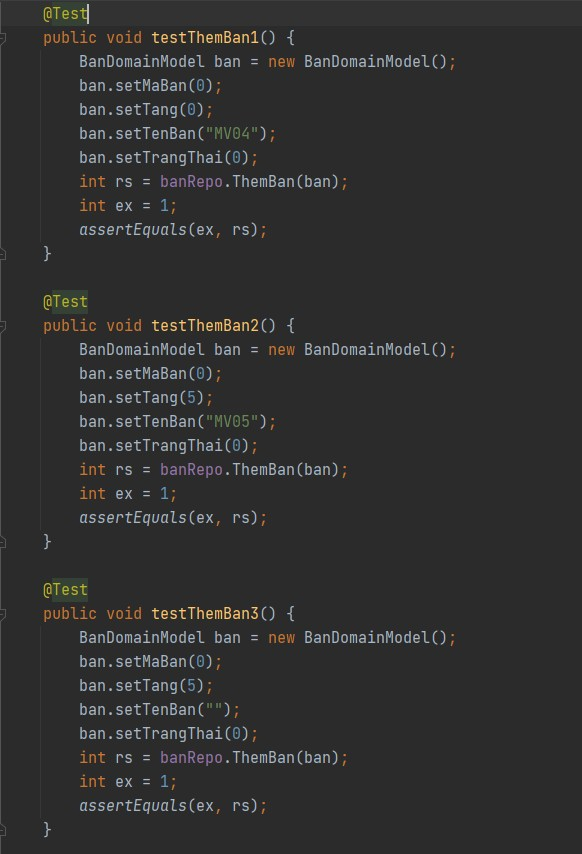 @Test
public void testThemBan1() {
BanDomainModel ban = new BanDomainModel();
ban.setMaBan(0);
ban.setTang(0);
ban.setTenBan("MV04");
ban.setTrangThai(0);
int rs = banRepo.ThemBan(ban);
int ex = 1;
assertEquals(ex, rs);
}
@Test
public void testThemBan2() {
BanDomainModel ban = new BanDomainModel();
ban.setMaBan(0);
ban.setTang(5);
ban.setTenBan("MV05");
ban.setTrangThai(0);
int rs = banRepo.ThemBan(ban);
int ex = 1;
assertEquals(ex, rs);
}
@Test
public void testThemBan3() {
BanDomainModel ban = new BanDomainModel();
ban.setMaBan(0);
ban.setTang(5);
ban.setTenBan("");
ban.setTrangThai(0);
int rs = banRepo.ThemBan(ban);
int ex = 1;
assertEquals(ex, rs);
}